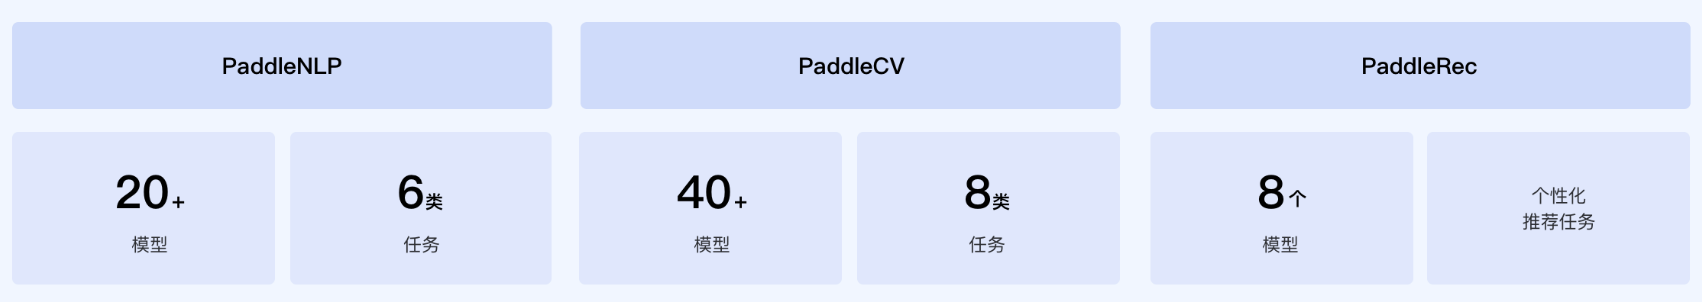 PaddleNLP
PaddleCV
PaddleRec
20+
模型
6类
任务
40+
模型
8类
任务
8个
模型
个性化
推荐任务